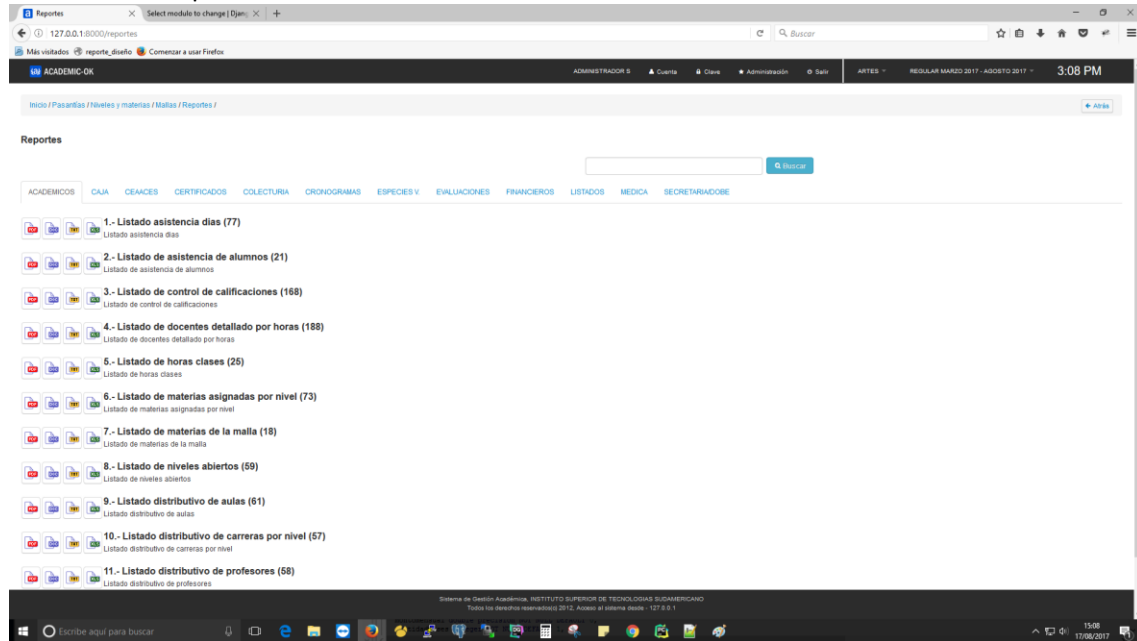 Reportes
Select module to change | Djang
127.0.0.1:8000/reportes
Buscar
Más visitados reporte_diseño Comenzar a usar Firefox
ACADEMIC-OK
ADMINISTRADOR S Cuenta Clave Administración Salir ARTES REGULAR MARZO 2017 - AGOSTO 2017 3:08 PM
Inicio / Pasantías / Niveles y materias / Mallas / Reportes /
Atrás
Reportes
Buscar
ACADEMICOS CAJA CEAACES CERTIFICADOS COLECTURIA CRONOGRAMAS ESPECIES V. EVALUACIONES FINANCIEROS LISTADOS MEDICA SECRETARIA/DOBE
1.- Listado asistencia dias (77)
Listado asistencia dias
2.- Listado de asistencia de alumnos (21)
Listado de asistencia de alumnos
3.- Listado de control de calificaciones (168)
Listado de control de calificaciones
4.- Listado de docentes detallado por horas (188)
Listado de docentes detallado por horas
5.- Listado de horas clases (25)
Listado de horas clases
6.- Listado de materias asignadas por nivel (73)
Listado de materias asignadas por nivel
7.- Listado de materias de la malla (18)
Listado de materias de la malla
8.- Listado de niveles abiertos (59)
Listado de niveles abiertos
9.- Listado distributivo de aulas (61)
Listado distributivo de aulas
10.- Listado distributivo de carreras por nivel (57)
Listado distributivo de carreras por nivel
11.- Listado distributivo de profesores (58)
Listado distributivo de profesores
Sistema de Gestión Académica, INSTITUTO SUPERIOR DE TECNOLOGIAS SUDAMERICANO
Todos los derechos reservados(c) 2012, Acceso al sistema desde - 127.0.0.1
Escribe aquí para buscar
15:08
17/08/2017